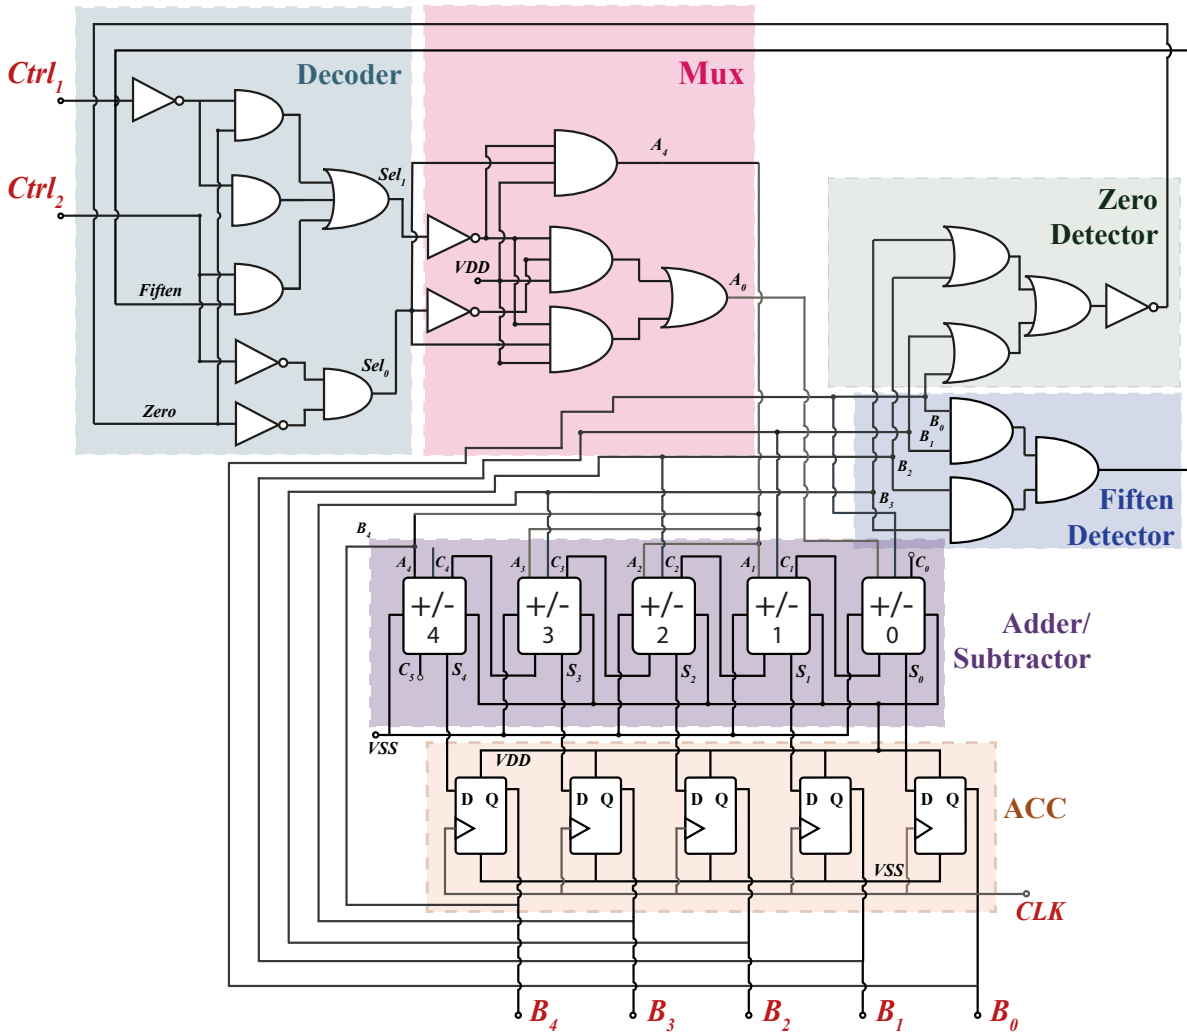 Decoder
Mux
Ctrl1
Ctrl2
Sel1
A4
Zero
Detector
VDD
A0
Fiften
Sel0
Zero
B0
B1
B2
B3
Fiften
Detector
B4
A4
C4
A3
C3
A2
C2
A1
C1
C0
+/-
4
+/-
3
+/-
2
+/-
1
+/-
0
Adder/
Subtractor
C5
S4
S3
S2
S1
S0
VSS
VDD
D Q
D Q
D Q
D Q
D Q
ACC
VSS
CLK
B4
B3
B2
B1
B0